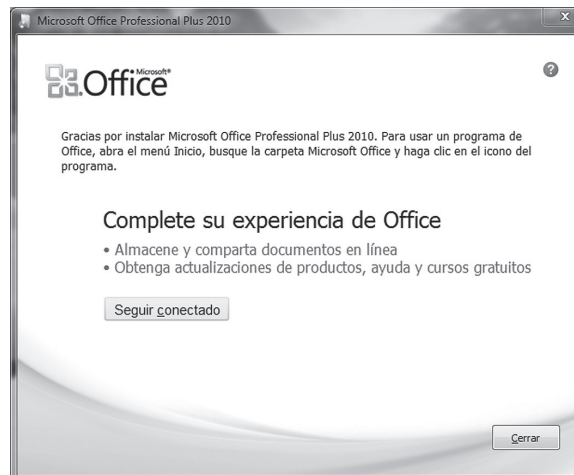 Microsoft Office Professional Plus 2010
x
Microsoft®
Office
?
Gracias por instalar Microsoft Office Professional Plus 2010. Para usar un programa de
Office, abra el menú Inicio, busque la carpeta Microsoft Office y haga clic en el icono del
programa.
Complete su experiencia de Office
• Almacene y comparta documentos en línea
• Obtenga actualizaciones de productos, ayuda y cursos gratuitos
Seguir conectado
Cerrar